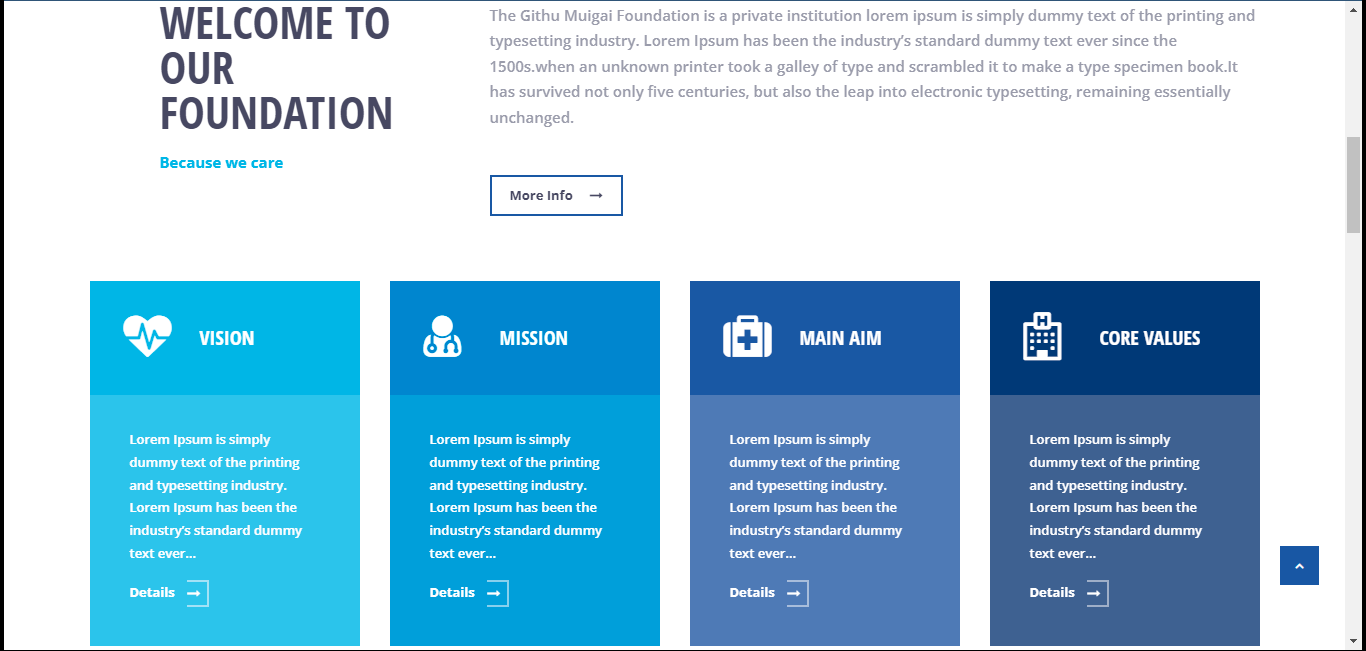 WELCOME TO
OUR
FOUNDATION
Because we care
The Githu Muigai Foundation is a private institution lorem ipsum is simply dummy text of the printing and
typesetting industry. Lorem Ipsum has been the industry’s standard dummy text ever since the
1500s.when an unknown printer took a galley of type and scrambled it to make a type specimen book.It
has survived not only five centuries, but also the leap into electronic typesetting, remaining essentially
unchanged.
More Info →
VISION
Lorem Ipsum is simply
dummy text of the printing
and typesetting industry.
Lorem Ipsum has been the
industry’s standard dummy
text ever...
Details →
MISSION
Lorem Ipsum is simply
dummy text of the printing
and typesetting industry.
Lorem Ipsum has been the
industry’s standard dummy
text ever...
Details →
MAIN AIM
Lorem Ipsum is simply
dummy text of the printing
and typesetting industry.
Lorem Ipsum has been the
industry’s standard dummy
text ever...
Details →
H
CORE VALUES
Lorem Ipsum is simply
dummy text of the printing
and typesetting industry.
Lorem Ipsum has been the
industry’s standard dummy
text ever...
Details →